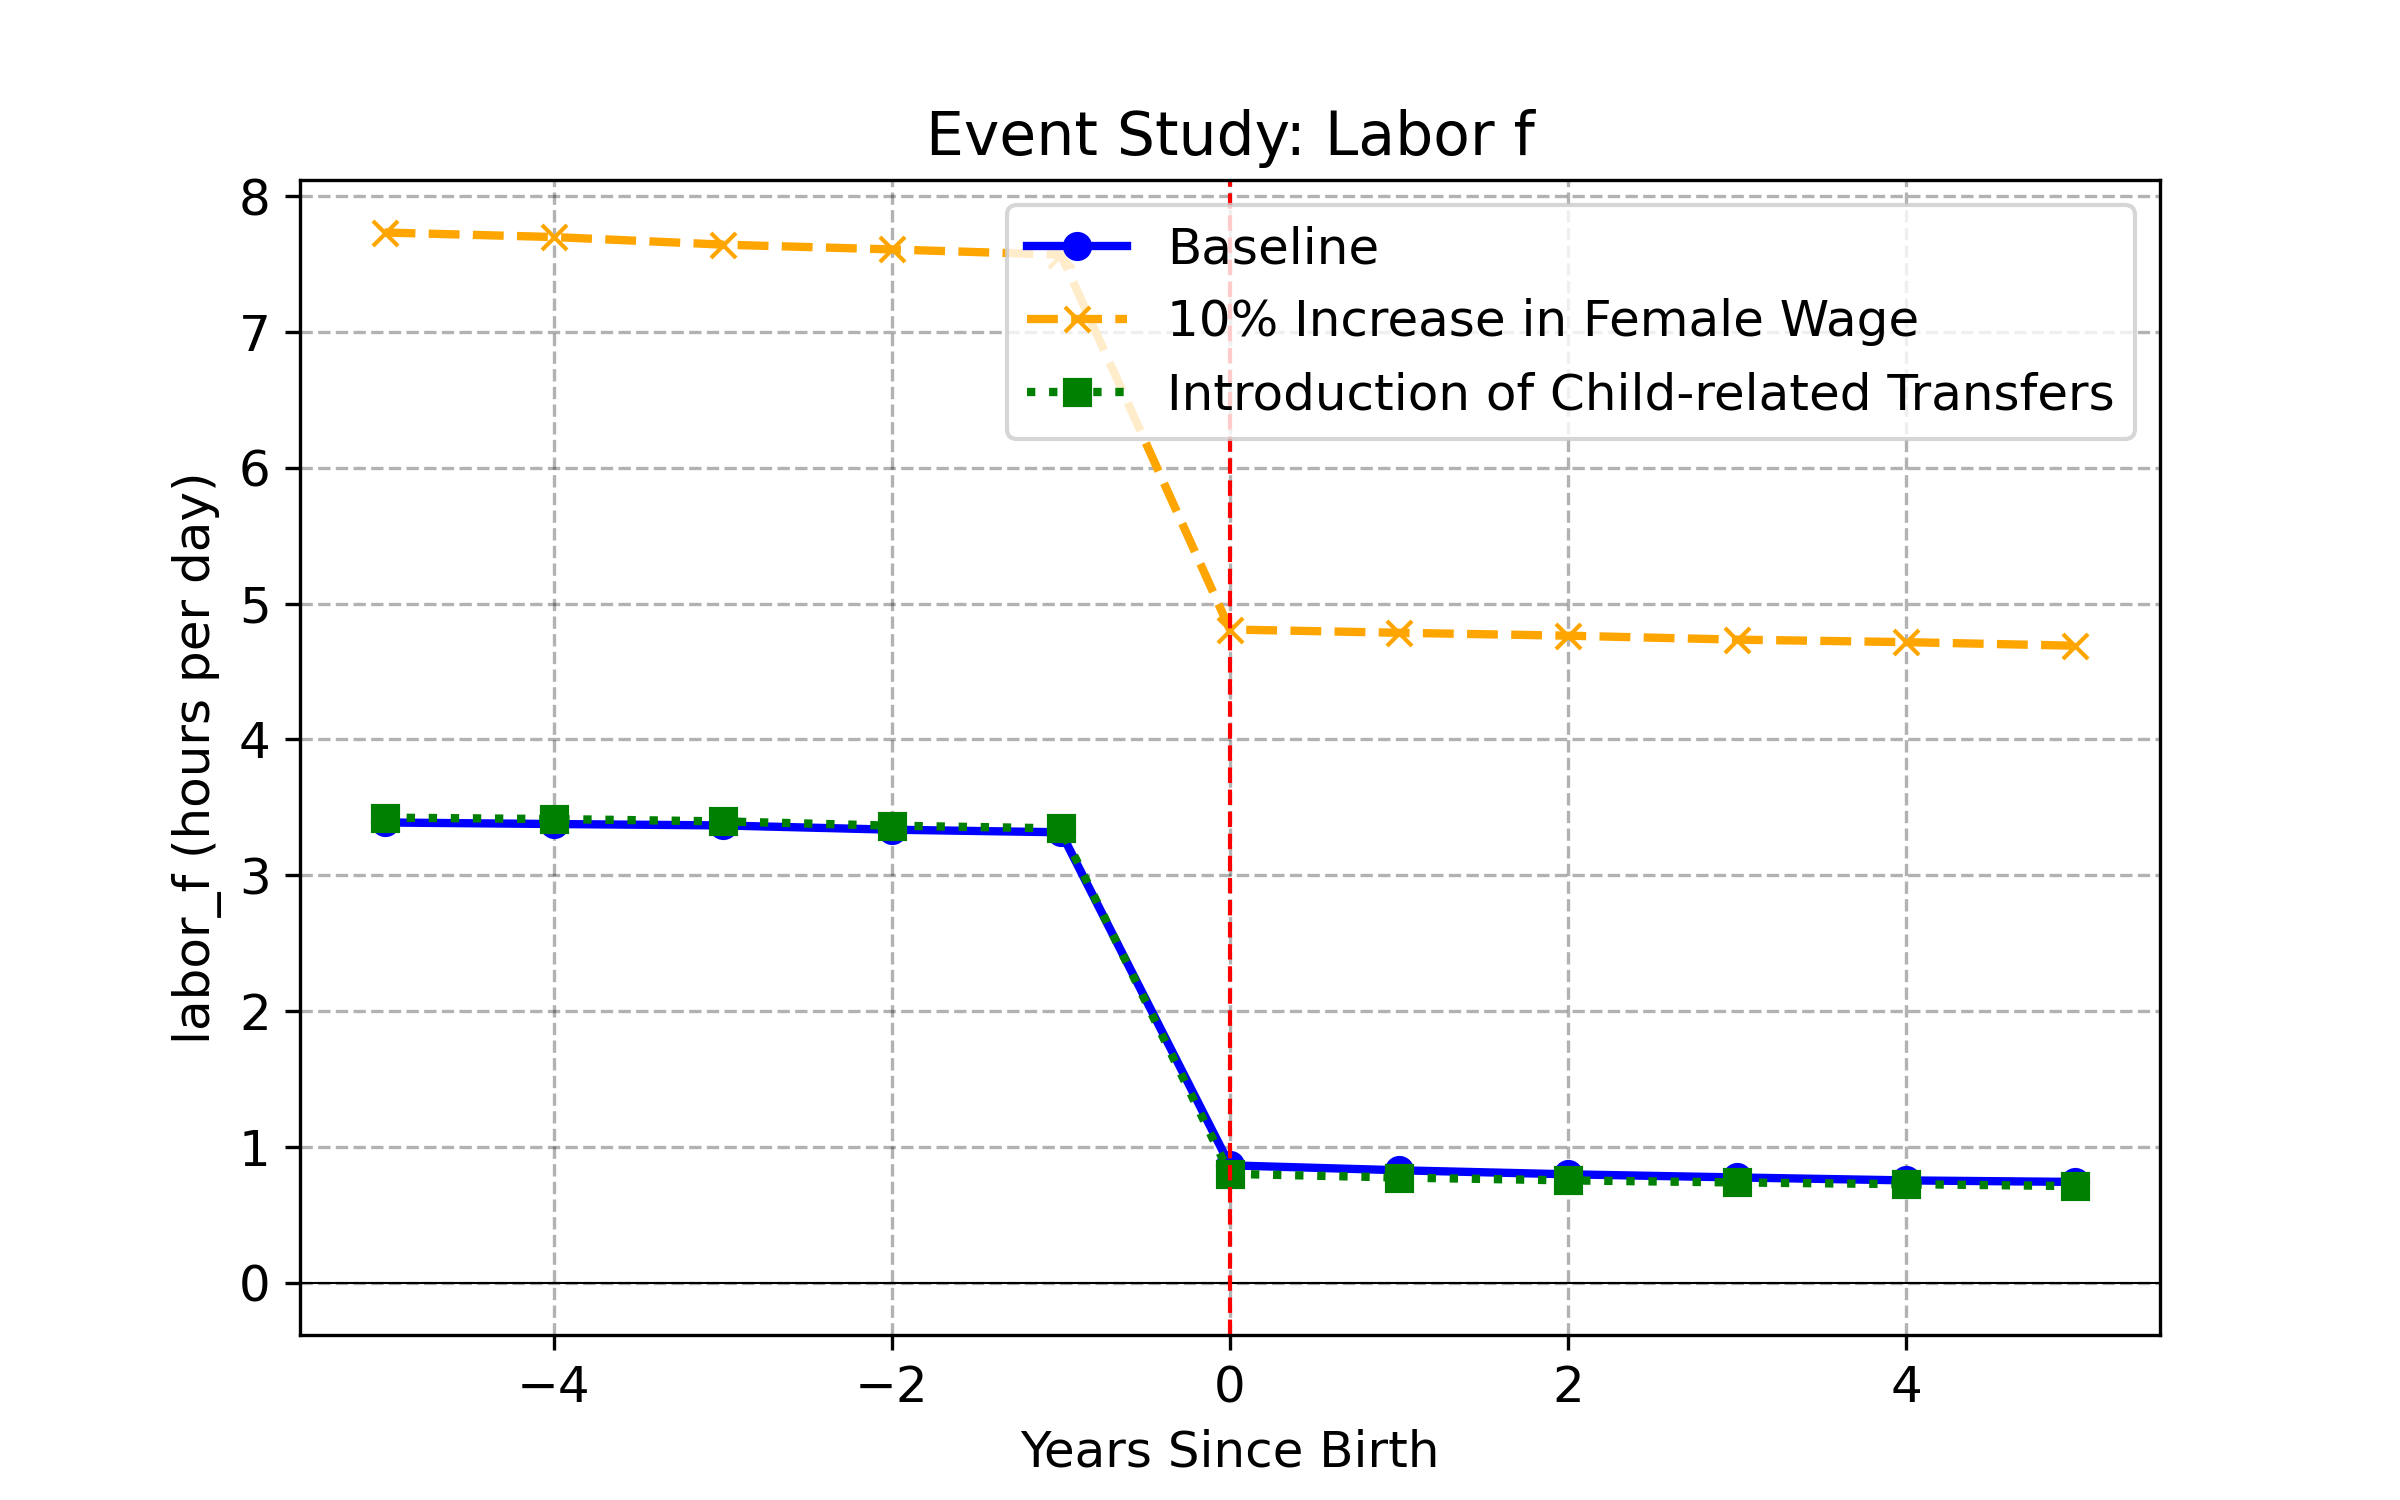 Event Study: Labor f
Baseline
10% Increase in Female Wage
Introduction of Child-related Transfers
labor_f (hours per day)
8
7
6
5
4
3
2
1
0
−4 −2 0 2 4
Years Since Birth